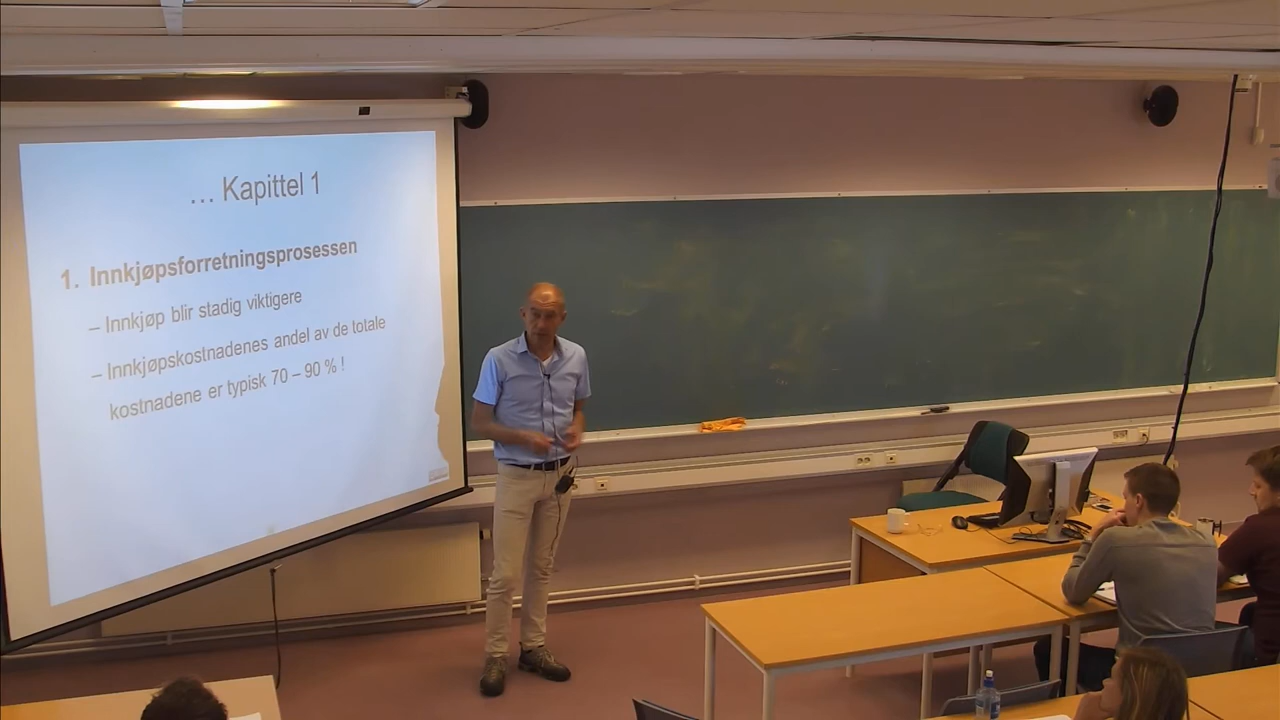 … Kapittel 1
1. Innkjøpsforretningsprosessen
– Innkjøp blir stadig viktigere
– Innkjøpskostnadenes andel av de totale
kostnadene er typisk 70 – 90 % !